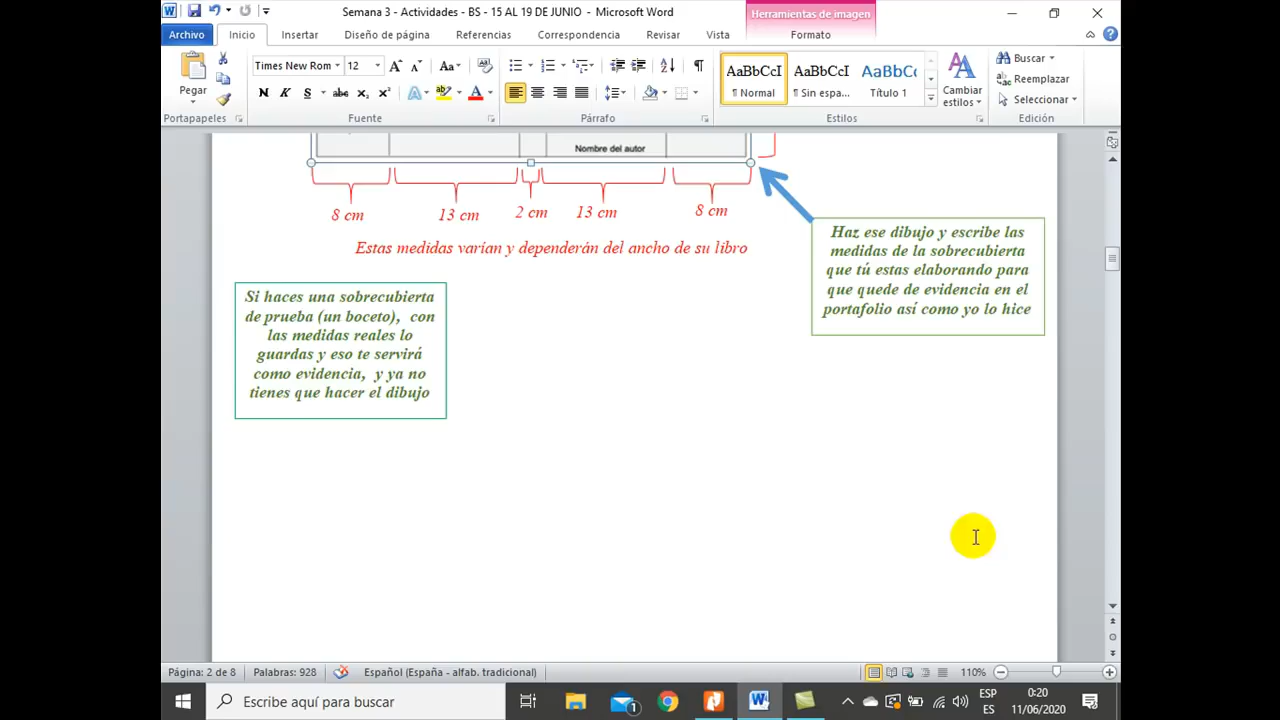 Semana 3 - Actividades - BS - 15 AL 19 DE JUNIO - Microsoft Word
Herramientas de imagen
Archivo Inicio Insertar Diseño de página Referencias Correspondencia Revisar Vista Formato
Pegar
Times New Rom 12 Aa
N K S abc x₂ x² A ab A
AaBbCcI AaBbCcI AaBbCc
¶ Normal ¶ Sin espa... Título 1
Cambiar estilos
Buscar
Reemplazar
Seleccionar
Portapapeles Fuente Párrafo Estilos Edición
Nombre del autor
8 cm 13 cm 2 cm 13 cm 8 cm
Estas medidas varían y dependerán del ancho de su libro
Haz ese dibujo y escribe las
medidas de la sobrecubierta
que tú estas elaborando para
que quede de evidencia en el
portafolio así como yo lo hice
Si haces una sobrecubierta
de prueba (un boceto), con
las medidas reales lo
guardas y eso te servirá
como evidencia, y ya no
tienes que hacer el dibujo
Página: 2 de 8 Palabras: 928 Español (España - alfab. tradicional) 110%
Escribe aquí para buscar
1
ESP
ES
0:20
11/06/2020